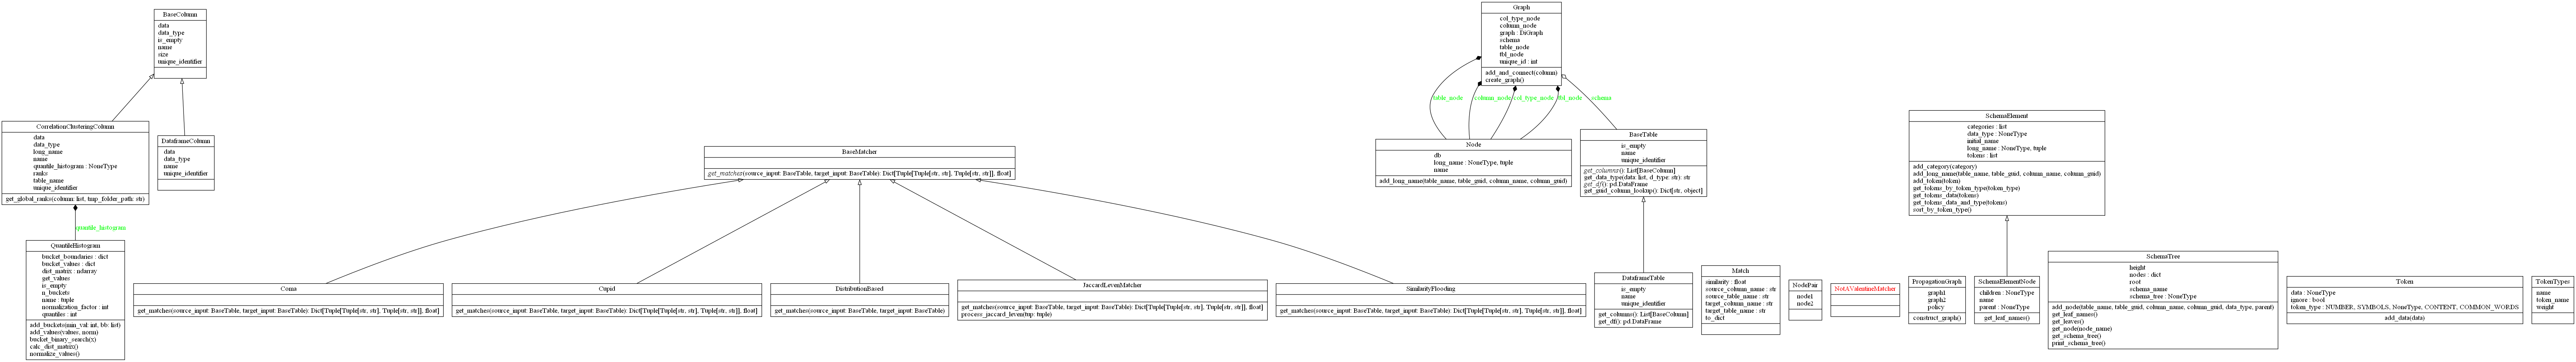 BaseColumn
data
data_type
is_empty
name
size
unique_identifier
CorrelationClusteringColumn
data
data_type
long_name
name
quantile_histogram : NoneType
ranks
table_name
unique_identifier
get_global_ranks(column: list, tmp_folder_path: str)
DataframeColumn
data
data_type
name
unique_identifier
quantile_histogram
QuantileHistogram
bucket_boundaries : dict
bucket_values : dict
dist_matrix : ndarray
get_values
is_empty
n_buckets
name : tuple
normalization_factor : int
quantiles : int
add_buckets(min_val: int, bb: list)
add_values(values, norm)
bucket_binary_search(x)
calc_dist_matrix()
normalize_values()
BaseMatcher
get_matches(source_input: BaseTable, target_input: BaseTable): Dict[Tuple[Tuple[str, str], Tuple[str, str]], float]
Coma
get_matches(source_input: BaseTable, target_input: BaseTable): Dict[Tuple[Tuple[str, str], Tuple[str, str]], float]
Cupid
get_matches(source_input: BaseTable, target_input: BaseTable): Dict[Tuple[Tuple[str, str], Tuple[str, str]], float]
DistributionBased
get_matches(source_input: BaseTable, target_input: BaseTable)
JaccardLevenMatcher
get_matches(source_input: BaseTable, target_input: BaseTable): Dict[Tuple[Tuple[str, str], Tuple[str, str]], float]
process_jaccard_leven(tup: tuple)
SimilarityFlooding
get_matches(source_input: BaseTable, target_input: BaseTable): Dict[Tuple[Tuple[str, str], Tuple[str, str]], float]
Graph
col_type_node
column_node
graph : DiGraph
schema
table_node
tbl_node
unique_id : int
add_and_connect(column)
create_graph()
table_node
column_node
col_type_node
tbl_node
schema
Node
db
long_name : NoneType, tuple
name
add_long_name(table_name, table_guid, column_name, column_guid)
BaseTable
is_empty
name
unique_identifier
get_columns(): List[BaseColumn]
get_data_type(data: list, d_type: str): str
get_df(): pd.DataFrame
get_guid_column_lookup(): Dict[str, object]
DataframeTable
is_empty
name
unique_identifier
get_columns(): List[BaseColumn]
get_df(): pd.DataFrame
Match
similarity : float
source_column_name : str
source_table_name : str
target_column_name : str
target_table_name : str
to_dict
NodePair
node1
node2
NotAValentineMatcher
PropagationGraph
graph1
graph2
policy
construct_graph()
SchemaElement
categories : list
data_type : NoneType
initial_name
long_name : NoneType, tuple
tokens : list
add_category(category)
add_long_name(table_name, table_guid, column_name, column_guid)
add_token(token)
get_tokens_by_token_type(token_type)
get_tokens_data(tokens)
get_tokens_data_and_type(tokens)
sort_by_token_type()
SchemaElementNode
children : NoneType
name
parent : NoneType
get_leaf_names()
SchemaTree
height
nodes : dict
root
schema_name
schema_tree : NoneType
add_node(table_name, table_guid, column_name, column_guid, data_type, parent)
get_leaf_names()
get_leaves()
get_node(node_name)
get_schema_tree()
print_schema_tree()
Token
data : NoneType
ignore : bool
token_type : NUMBER, SYMBOLS, NoneType, CONTENT, COMMON_WORDS
add_data(data)
TokenTypes
name
token_name
weight